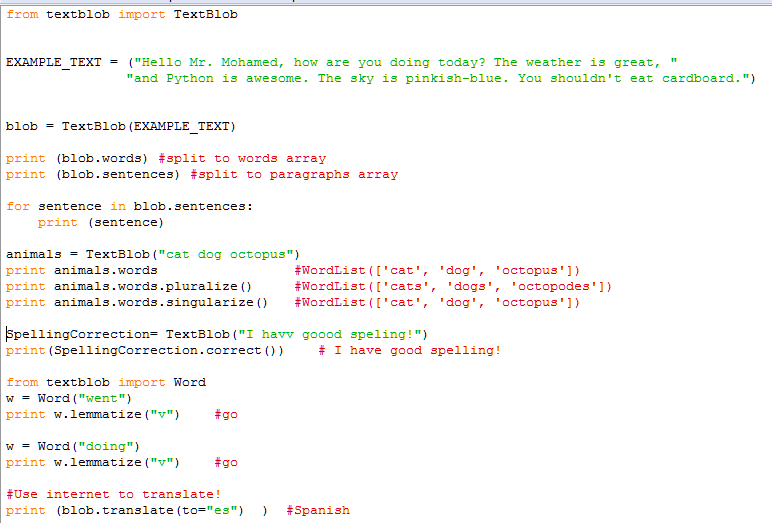 from textblob import TextBlob
EXAMPLE_TEXT = ("Hello Mr. Mohamed, how are you doing today? The weather is great, "
"and Python is awesome. The sky is pinkish-blue. You shouldn't eat cardboard.")
blob = TextBlob(EXAMPLE_TEXT)
print (blob.words) #split to words array
print (blob.sentences) #split to paragraphs array
for sentence in blob.sentences:
    print (sentence)
animals = TextBlob("cat dog octopus")
print animals.words                 #WordList(['cat', 'dog', 'octopus'])
print animals.words.pluralize()     #WordList(['cats', 'dogs', 'octopodes'])
print animals.words.singularize()   #WordList(['cat', 'dog', 'octopus'])
SpellingCorrection= TextBlob("I havv goood speling!")
print(SpellingCorrection.correct())    # I have good spelling!
from textblob import Word
w = Word("went")
print w.lemmatize("v")    #go
w = Word("doing")
print w.lemmatize("v")    #go
#Use internet to translate!
print (blob.translate(to="es")  )  #Spanish